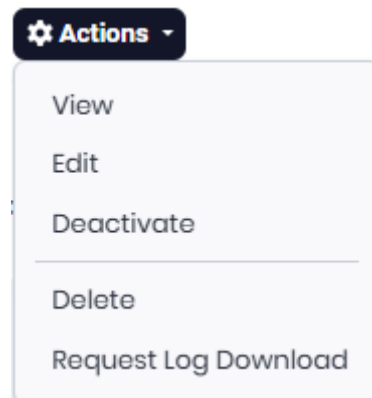 Actions
View
Edit
Deactivate
Delete
Request Log Download